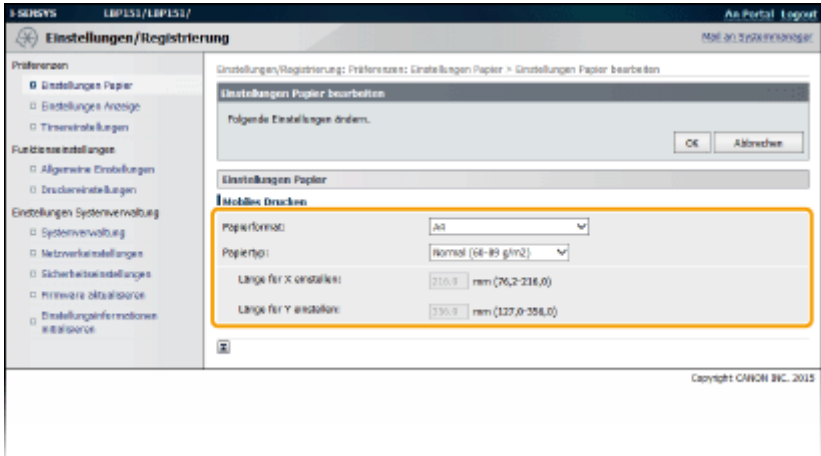 i-SENSYS LBP151/LBP151/ An Portal Logout
Einstellungen/Registrierung Mail an Systemmanager
Präferenzen
Einstellungen Papier
Einstellungen Anzeige
Timereinstellungen
Funktionseinstellungen
Allgemeine Einstellungen
Druckereinstellungen
Einstellungen Systemverwaltung
Systemverwaltung
Netzwerkeinstellungen
Sicherheitseinstellungen
Firmware aktualisieren
Einstellungsinformationen
initialisieren
Einstellungen/Registrierung: Präferenzen: Einstellungen Papier > Einstellungen Papier bearbeiten
Einstellungen Papier bearbeiten
Folgende Einstellungen ändern.
OK Abbrechen
Einstellungen Papier
Mobiles Drucken
Papierformat: A4
Papiertyp: Normal (60-89 g/m2)
Länge für X einstellen: 216.0 mm (76,2-216,0)
Länge für Y einstellen: mm (127,0-356,0)
Copyright CANON INC. 2015